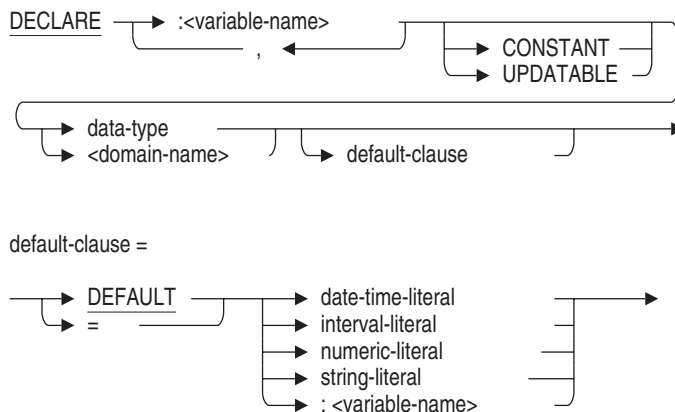 DECLARE :<variable-name>
,
CONSTANT
UPDATABLE
data-type
<domain-name> default-clause
default-clause =
DEFAULT date-time-literal
= interval-literal
numeric-literal
string-literal
: <variable-name>